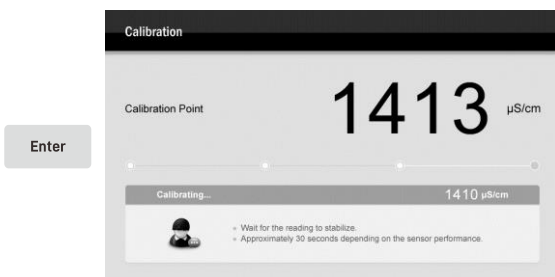 Calibration
Calibration Point 1413 µS/cm
Enter
Calibrating... 1410 µS/cm
Wait for the reading to stabilize.
Approximately 30 seconds depending on the sensor performance.